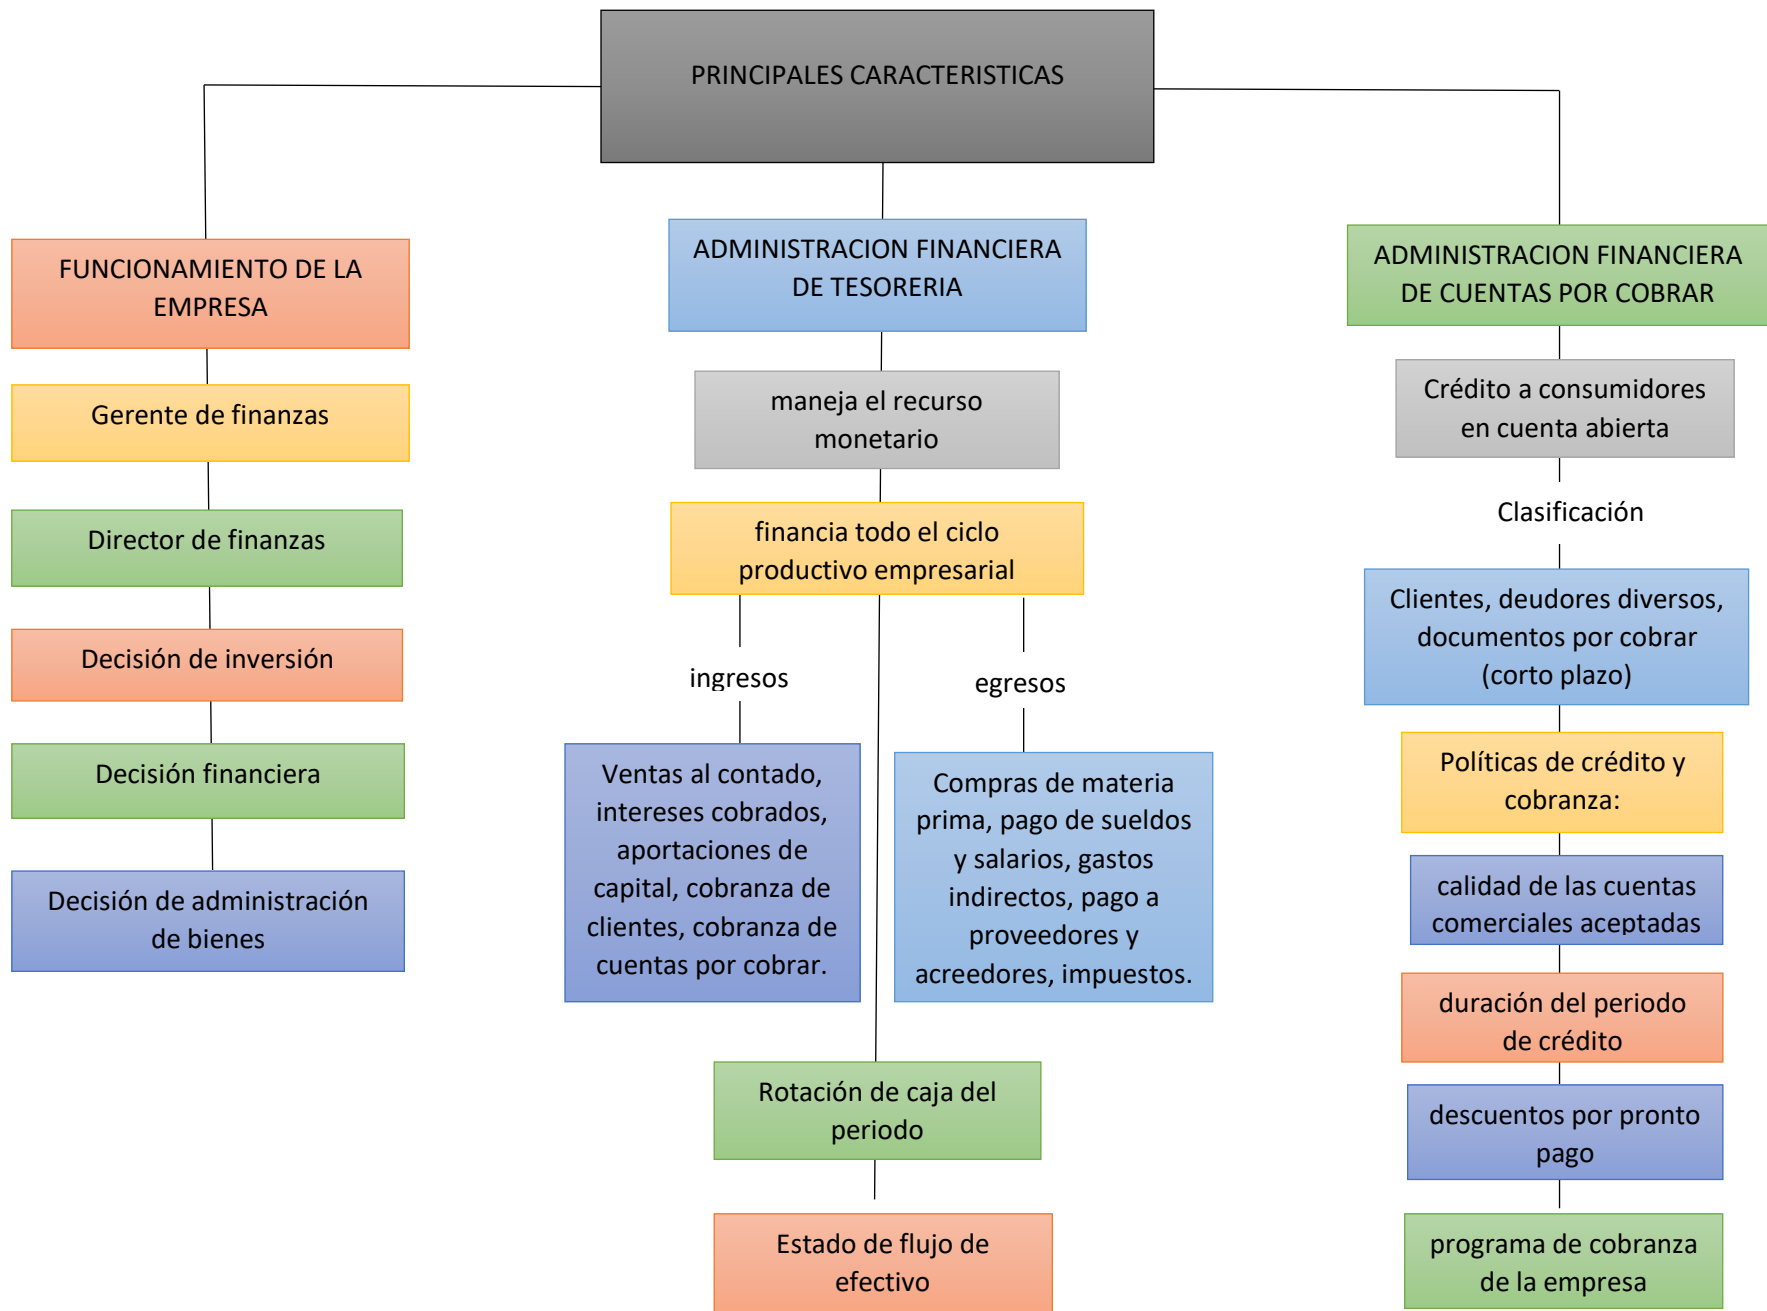 PRINCIPALES CARACTERISTICAS
FUNCIONAMIENTO DE LA
EMPRESA
Gerente de finanzas
Director de finanzas
Decisión de inversión
Decisión financiera
Decisión de administración
de bienes
ADMINISTRACION FINANCIERA
DE TESORERIA
maneja el recurso
monetario
financia todo el ciclo
productivo empresarial
ingresos
Ventas al contado,
intereses cobrados,
aportaciones de
capital, cobranza de
clientes, cobranza de
cuentas por cobrar.
egresos
Compras de materia
prima, pago de sueldos
y salarios, gastos
indirectos, pago a
proveedores y
acreedores, impuestos.
Rotación de caja del
periodo
Estado de flujo de
efectivo
ADMINISTRACION FINANCIERA
DE CUENTAS POR COBRAR
Crédito a consumidores
en cuenta abierta
Clasificación
Clientes, deudores diversos,
documentos por cobrar
(corto plazo)
Políticas de crédito y
cobranza:
calidad de las cuentas
comerciales aceptadas
duración del periodo
de crédito
descuentos por pronto
pago
programa de cobranza
de la empresa